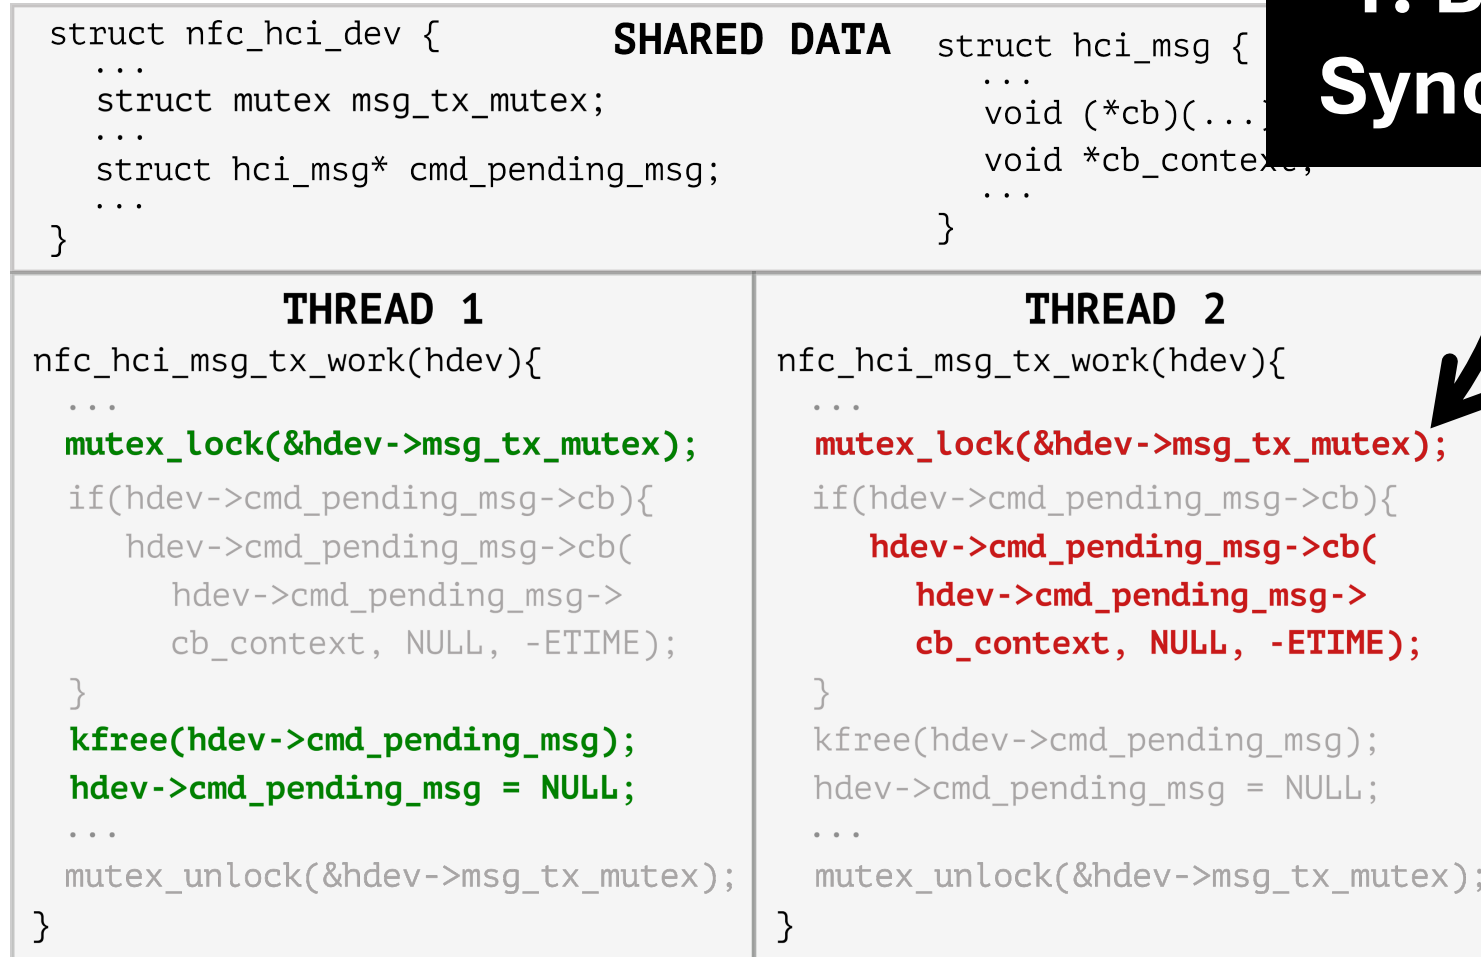 struct nfc_hci_dev {
...
struct mutex msg_tx_mutex;
...
struct hci_msg* cmd_pending_msg;
...
}
SHARED DATA
struct hci_msg {
...
void (*cb)(...)
void *cb_context;
...
}
THREAD 1
nfc_hci_msg_tx_work(hdev){
...
mutex_lock(&hdev->msg_tx_mutex);
if(hdev->cmd_pending_msg->cb){
hdev->cmd_pending_msg->cb(
hdev->cmd_pending_msg->
cb_context, NULL, -ETIME);
}
kfree(hdev->cmd_pending_msg);
hdev->cmd_pending_msg = NULL;
...
mutex_unlock(&hdev->msg_tx_mutex);
}
THREAD 2
nfc_hci_msg_tx_work(hdev){
...
mutex_lock(&hdev->msg_tx_mutex);
if(hdev->cmd_pending_msg->cb){
hdev->cmd_pending_msg->cb(
hdev->cmd_pending_msg->
cb_context, NULL, -ETIME);
}
kfree(hdev->cmd_pending_msg);
hdev->cmd_pending_msg = NULL;
...
mutex_unlock(&hdev->msg_tx_mutex);
}